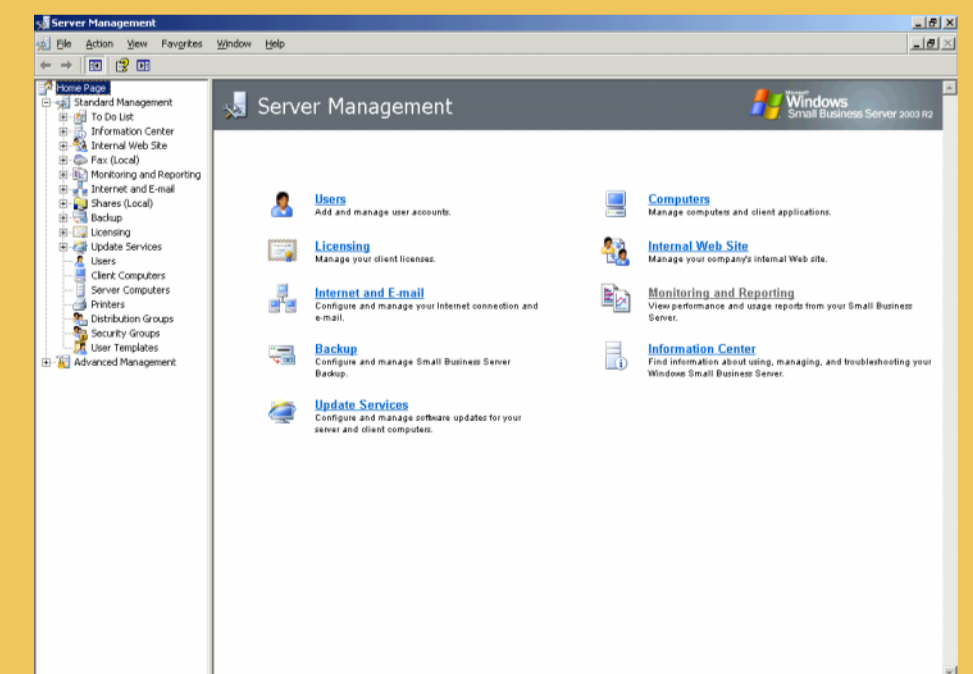 Server Management
File Action View Favorites Window Help
Home Page
Standard Management
To Do List
Information Center
Internal Web Site
Fax (Local)
Monitoring and Reporting
Internet and E-mail
Shares (Local)
Backup
Licensing
Update Services
Users
Client Computers
Server Computers
Printers
Distribution Groups
Security Groups
User Templates
Advanced Management
Server Management
Microsoft
Windows
Small Business Server 2003 R2
Users
Add and manage user accounts.
Licensing
Manage your client licenses.
Internet and E-mail
Configure and manage your Internet connection and
e-mail.
Backup
Configure and manage Small Business Server
Backup.
Update Services
Configure and manage software updates for your
server and client computers.
Computers
Manage computers and client applications.
Internal Web Site
Manage your company's internal Web site.
Monitoring and Reporting
View performance and usage reports from your Small Business
Server.
Information Center
Find information about using, managing, and troubleshooting your
Windows Small Business Server.